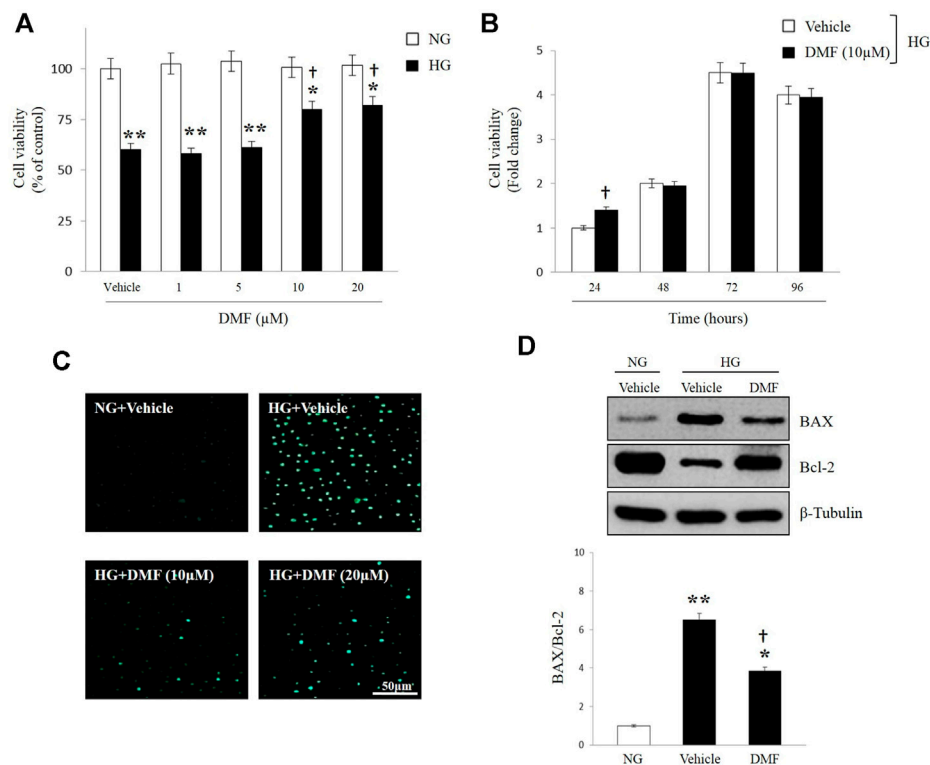 A
NG
HG
Cell viability
(% of control)
100
75
50
25
0
** ** ** † * † *
Vehicle 1 5 10 20
DMF (µM)
B
Vehicle
DMF (10µM)
HG
Cell viability
(Fold change)
5
4
3
2
1
0
†
24 48 72 96
Time (hours)
C
NG+Vehicle
HG+Vehicle
HG+DMF (10µM)
HG+DMF (20µM)
50µm
D
NG HG
Vehicle Vehicle DMF
BAX
Bcl-2
β-Tubulin
BAX/Bcl-2
10
8
6
4
2
0
**
†
*
NG Vehicle DMF